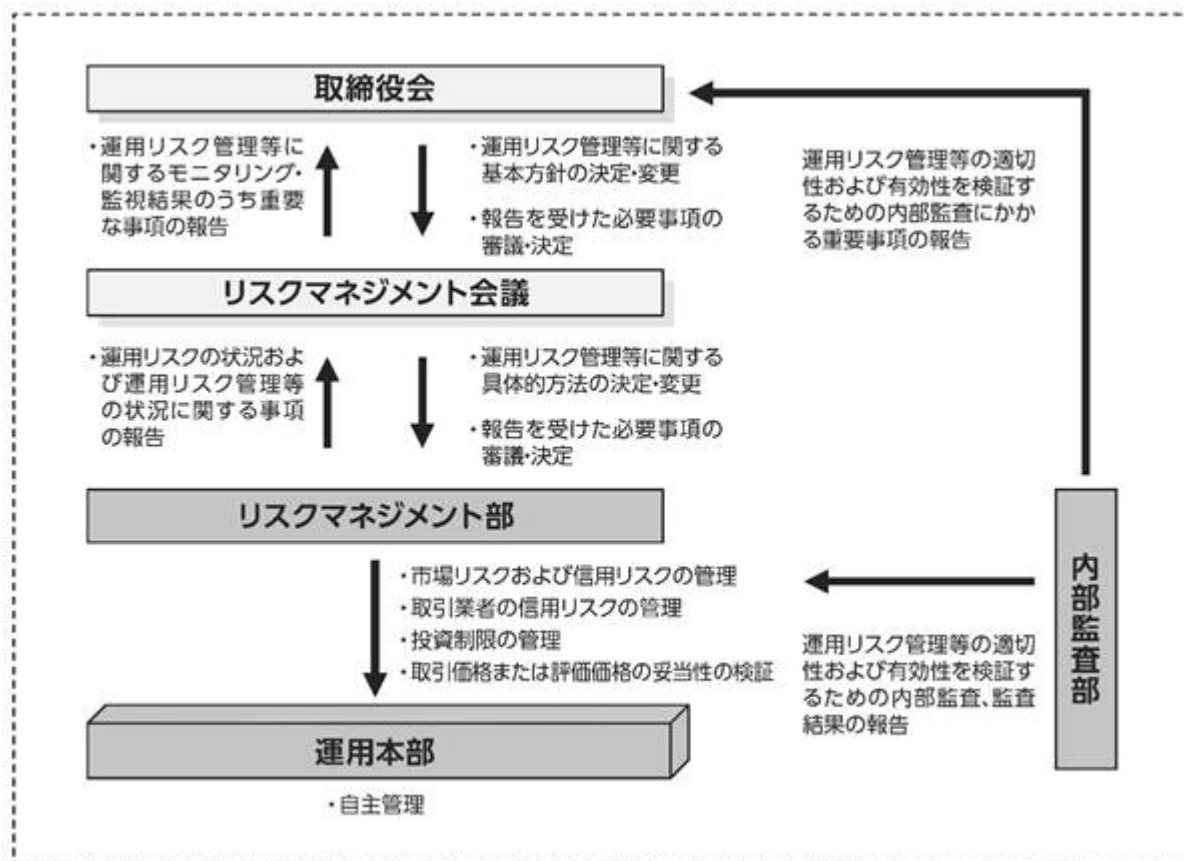 取締役会
・運用リスク管理等に
関するモニタリング・
監視結果のうち重要
な事項の報告
・運用リスク管理等に関する
基本方針の決定・変更
・報告を受けた必要事項の
審議・決定
運用リスク管理等の適切
性および有効性を検証す
るための内部監査にかか
る重要事項の報告
リスクマネジメント会議
・運用リスクの状況およ
び運用リスク管理等
の状況に関する事項
の報告
・運用リスク管理等に関する
具体的方法の決定・変更
・報告を受けた必要事項の
審議・決定
リスクマネジメント部
・市場リスクおよび信用リスクの管理
・取引業者の信用リスクの管理
・投資制限の管理
・取引価格または評価価格の妥当性の検証
内部監査部
運用リスク管理等の適切
性および有効性を検証す
るための内部監査、監査
結果の報告
運用本部
・自主管理